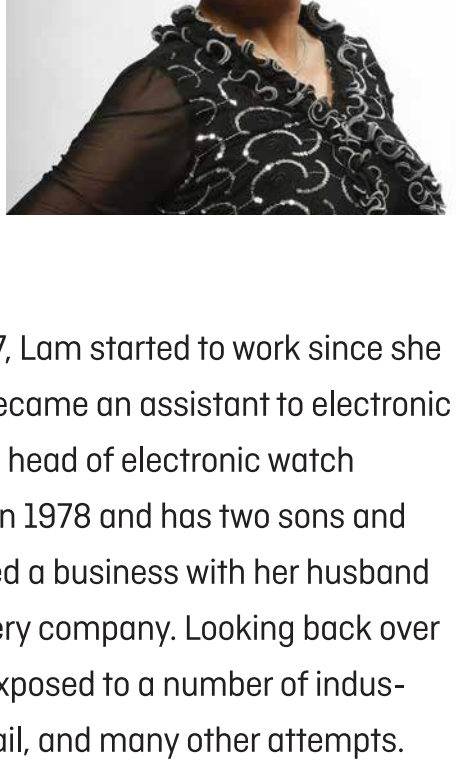 7, Lam started to work since she
ecame an assistant to electronic
head of electronic watch
n 1978 and has two sons and
ed a business with her husband
ery company. Looking back over
xposed to a number of indus-
ail, and many other attempts.